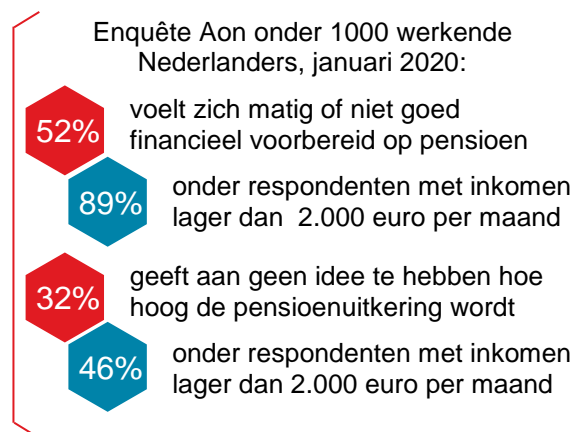 Enquête Aon onder 1000 werkende
Nederlanders, januari 2020:
52%
voelt zich matig of niet goed
financieel voorbereid op pensioen
89%
onder respondenten met inkomen
lager dan 2.000 euro per maand
32%
geeft aan geen idee te hebben hoe
hoog de pensioenuitkering wordt
46%
onder respondenten met inkomen
lager dan 2.000 euro per maand